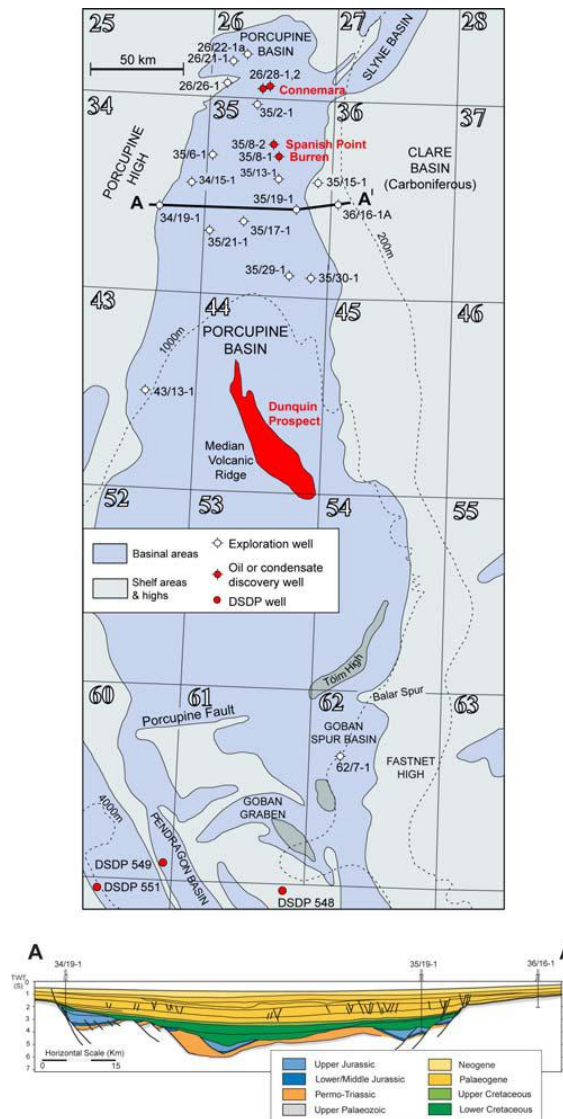 25
26
27
28
PORCUPINE
BASIN
SLYNE BASIN
26/22-1a
26/21-1
50 km
26/28-1,2
26/26-1
Connemara
34
35
36
37
35/2-1
PORCUPINE
HIGH
35/8-2
Spanish Point
35/6-1
35/8-1
Burren
CLARE
BASIN
(Carboniferous)
34/15-1
35/13-1
35/15-1
A
35/19-1
A'
34/19-1
36/16-1A
35/17-1
35/21-1
200m
35/29-1
35/30-1
43
44
45
46
1000m
PORCUPINE
BASIN
43/13-1
Dunquin
Prospect
Median
Volcanic
Ridge
52
53
54
55
Basinal areas
Shelf areas
& highs
Exploration well
Oil or condensate
discovery well
DSDP well
Toim High
60
61
62
63
Balar Spur
Porcupine Fault
GOBAN
SPUR BASIN
62/7-1
FASTNET
HIGH
4000m
GOBAN
GRABEN
PENDRAGON BASIN
DSDP 549
DSDP 551
DSDP 548
A
34/19-1
35/19-1
36/16-1
TWT
(S)
0
1
2
3
4
5
6
7
Horizontal Scale (Km)
0
15
Upper Jurassic
Lower/Middle Jurassic
Permo-Triassic
Upper Palaeozoic
Neogene
Palaeogene
Upper Cretaceous
Lower Cretaceous